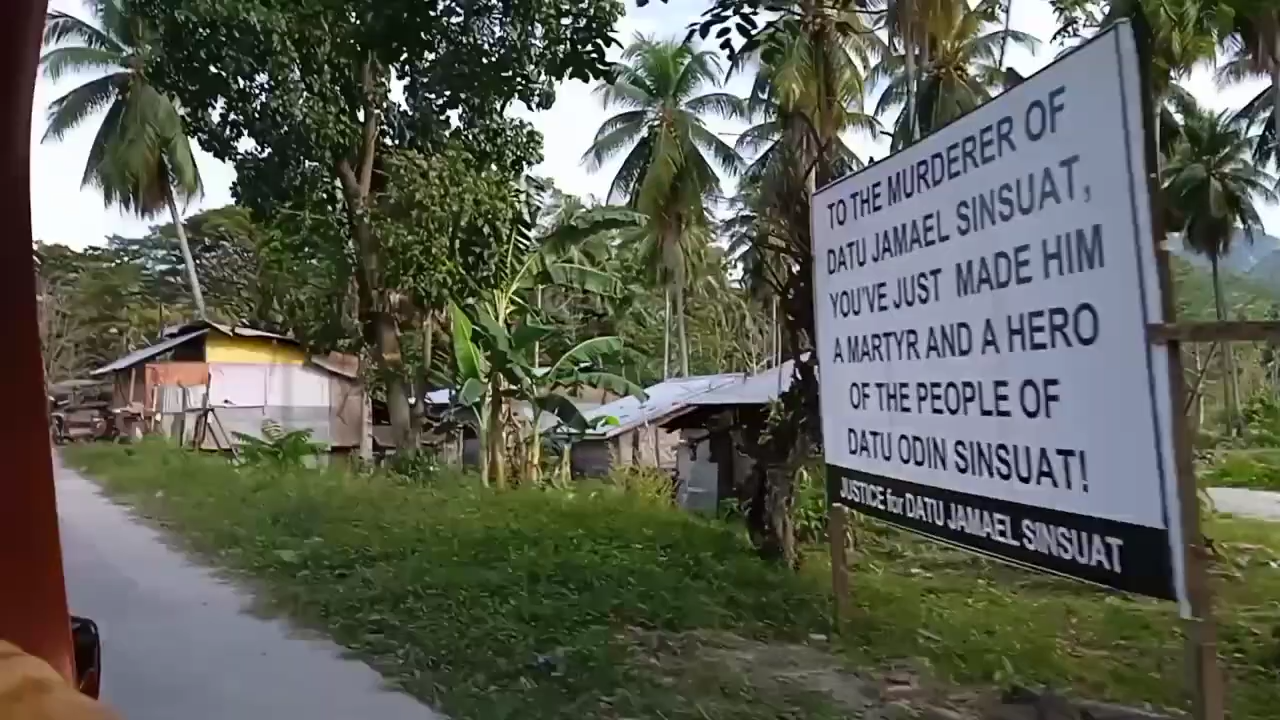 TO THE MURDERER OF
DATU JAMAEL SINSUAT,
YOU'VE JUST MADE HIM
A MARTYR AND A HERO
OF THE PEOPLE OF
DATU ODIN SINSUAT!
JUSTICE for DATU JAMAEL SINSUAT